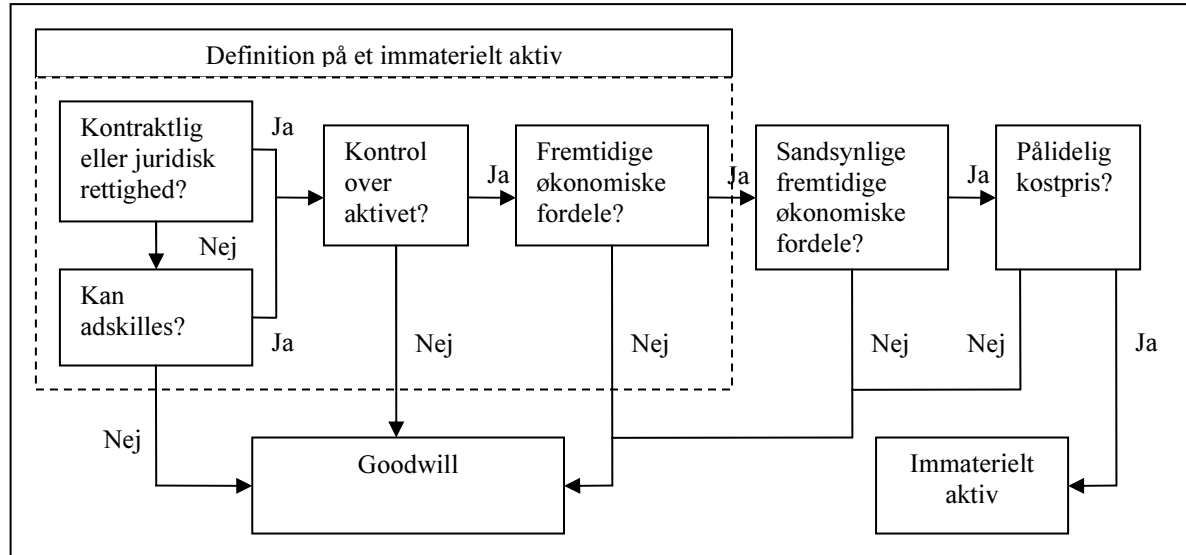 Definition på et immaterielt aktiv
Kontraktlig
eller juridisk
rettighed?
Ja
Nej
Kan
adskilles?
Ja
Nej
Kontrol
over
aktivet?
Ja
Nej
Fremtidige
økonomiske
fordele?
Ja
Nej
Sandsynlige
fremtidige
økonomiske
fordele?
Ja
Nej
Pålidelig
kostpris?
Nej
Ja
Goodwill
Immaterielt
aktiv